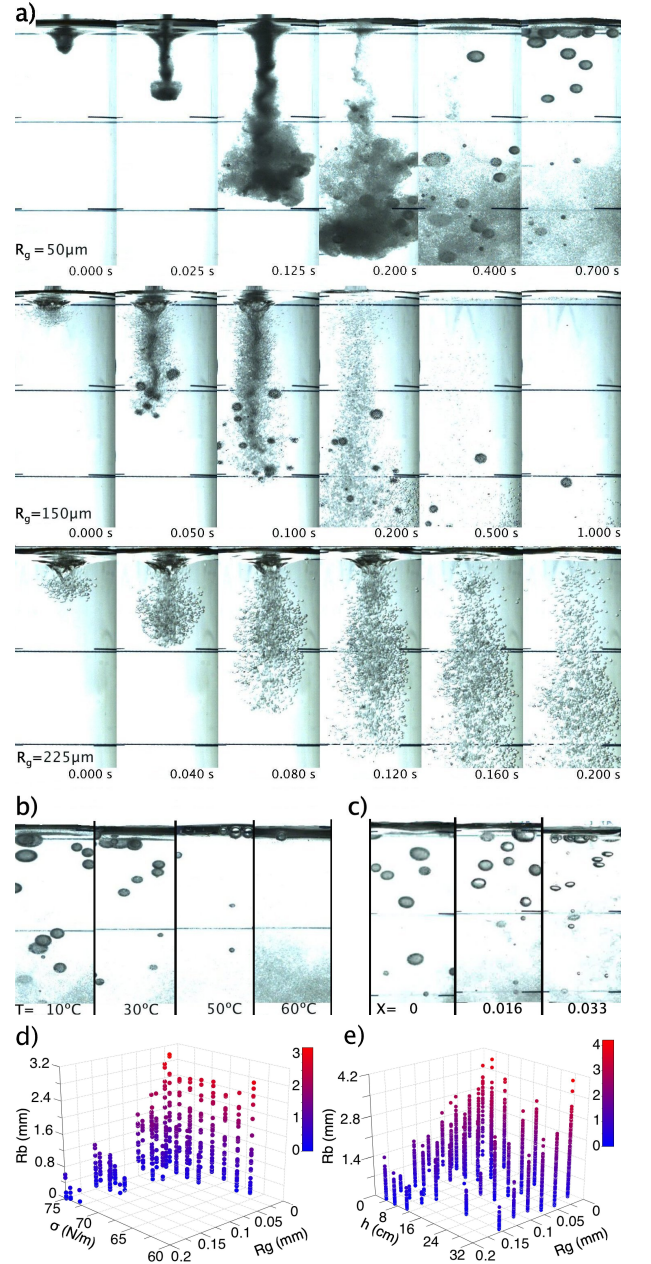 a)
Rg = 50μm
0.000 s 0.025 s 0.125 s 0.200 s 0.400 s 0.700 s
Rg=150μm
0.000 s 0.050 s 0.100 s 0.200 s 0.500 s 1.000 s
Rg=225μm
0.000 s 0.040 s 0.080 s 0.120 s 0.160 s 0.200 s
b) c)
T= 10ºC 30ºC 50ºC 60ºC X= 0 0.016 0.033
d) e)
3.2
2.4
1.6
0.8
0
Rb (mm)
75
70
65
60
σ (N/m)
0.2
0.15
0.1
0.05
0
Rg (mm)
3
2
1
0
4.2
2.8
1.4
Rb (mm)
0
8
16
24
32
h (cm)
0.2
0.15
0.1
0.05
0
Rg (mm)
4
3
2
1
0